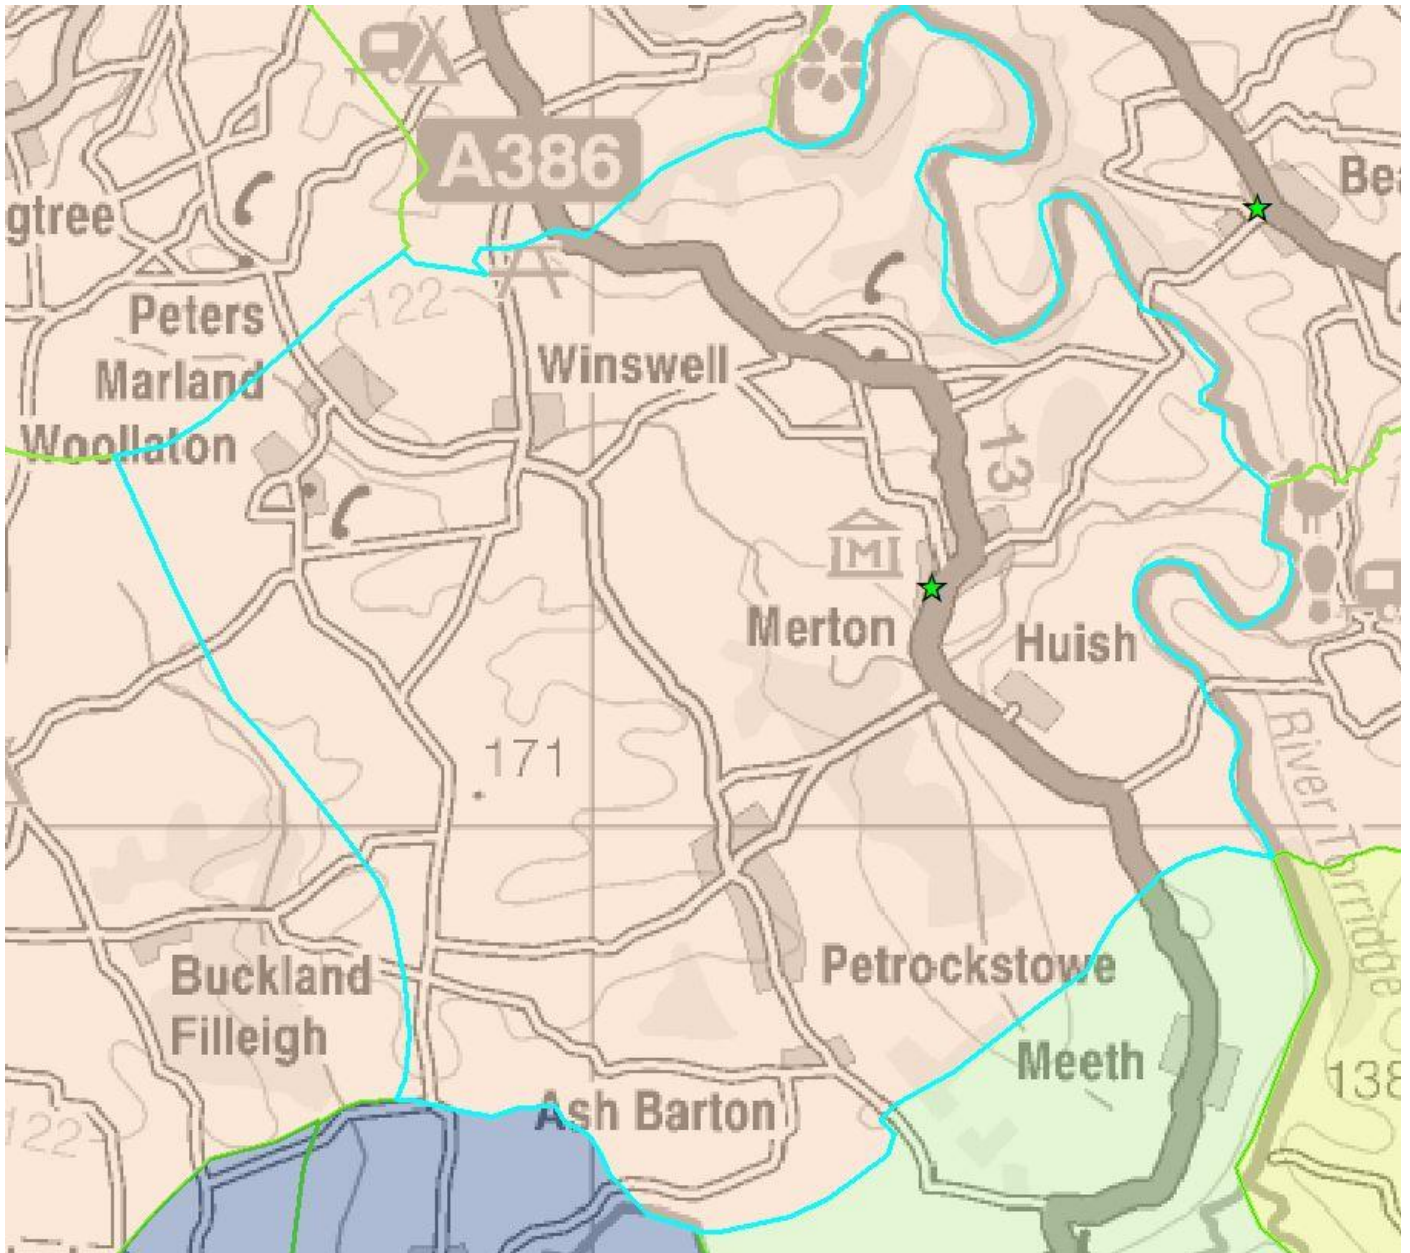 A386
Bea
gtree
Peters
Marland
122
Winswell
Woollaton
13
M
Merton
Huish
171
River Torridge
Buckland
Filleigh
Petrockstowe
Meeth
138
Ash Barton
122